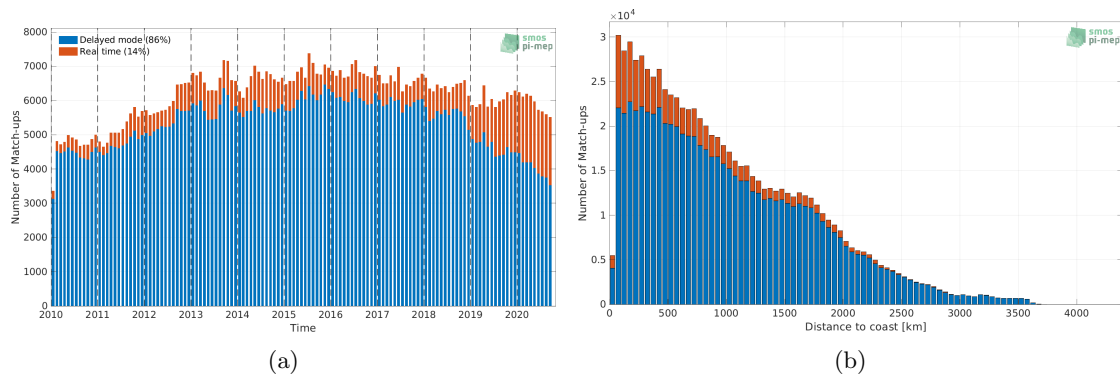 8000
7000
6000
5000
4000
3000
2000
1000
0
Number of Match-ups
Delayed mode (86%)
Real time (14%)
smos
pi-mep
2010 2011 2012 2013 2014 2015 2016 2017 2018 2019 2020
Time
(a)
×10⁴
3
2.5
2
1.5
1
0.5
0
Number of Match-ups
smos
pi-mep
0 500 1000 1500 2000 2500 3000 3500 4000
Distance to coast [km]
(b)